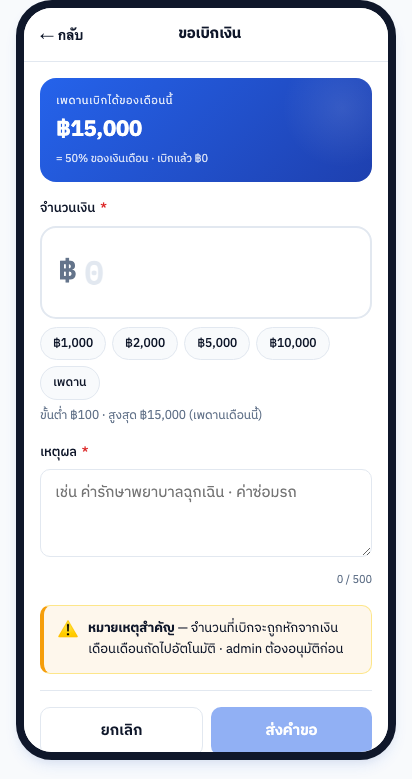 ← กลับ
ขอเบิกเงิน
เพดานเบิกได้ของเดือนนี้
฿15,000
= 50% ของเงินเดือน · เบิกแล้ว ฿0
จำนวนเงิน *
฿ 0
฿1,000 ฿2,000 ฿5,000 ฿10,000
เพดาน
ขั้นต่ำ ฿100 · สูงสุด ฿15,000 (เพดานเดือนนี้)
เหตุผล *
เช่น ค่ารักษาพยาบาลฉุกเฉิน · ค่าซ่อมรถ
0 / 500
หมายเหตุสำคัญ — จำนวนที่เบิกจะถูกหักจากเงิน
เดือนเดือนถัดไปอัตโนมัติ · admin ต้องอนุมัติก่อน
ยกเลิก ส่งคำขอ